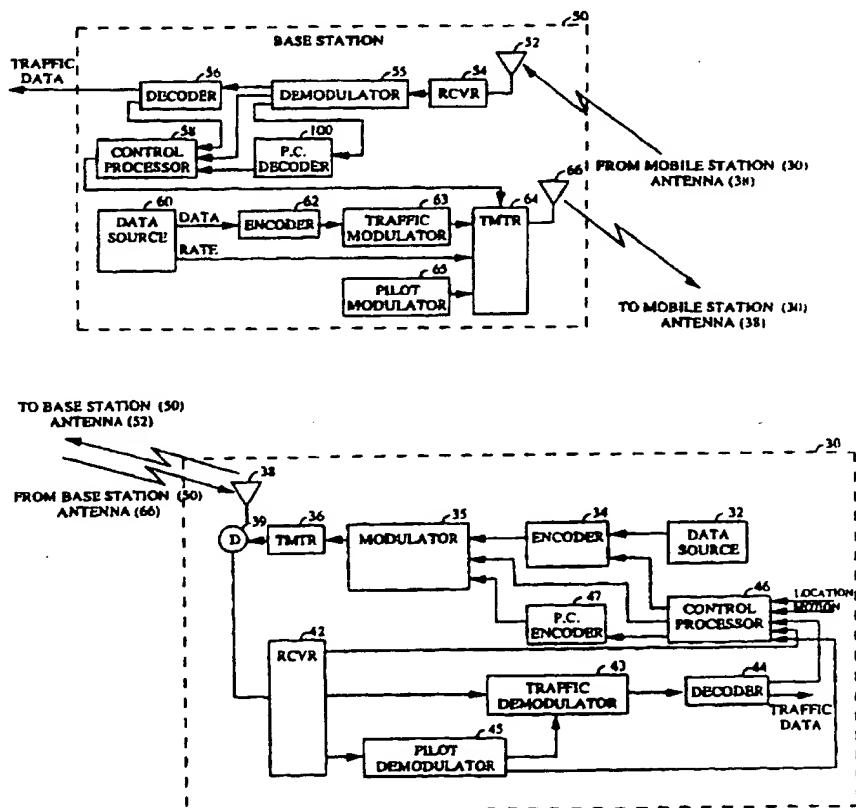 50
BASE STATION
52
TRAFFIC
DATA
56
55
54
DECODER
DEMODULATOR
RCVR
58
100
CONTROL
PROCESSOR
P.C.
DECODER
FROM MOBILE STATION (30)
ANTENNA (38)
66
60
62
63
64
DATA
SOURCE
DATA
ENCODER
TRAFFIC
MODULATOR
TMTR
RATE
65
PILOT
MODULATOR
TO MOBILE STATION (30)
ANTENNA (38)
TO BASE STATION (50)
ANTENNA (52)
30
38
FROM BASE STATION (50)
ANTENNA (66)
39
36
35
34
32
D
TMTR
MODULATOR
ENCODER
DATA
SOURCE
46
LOCATION
MOTION
47
CONTROL
PROCESSOR
P.C.
ENCODER
42
RCVR
43
44
TRAFFIC
DEMODULATOR
DECODER
TRAFFIC
DATA
45
PILOT
DEMODULATOR